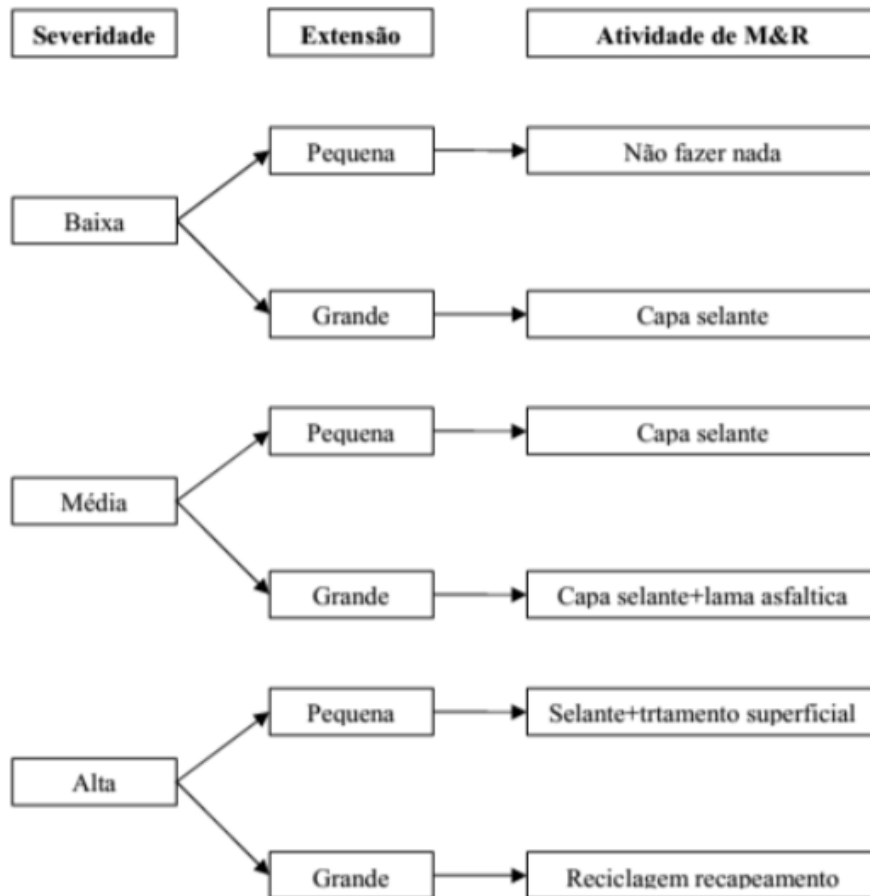 Severidade Extensão Atividade de M&R
Pequena Não fazer nada
Baixa
Grande Capa selante
Pequena Capa selante
Média
Grande Capa selante+lama asfaltica
Pequena Selante+trtamento superficial
Alta
Grande Reciclagem recapeamento